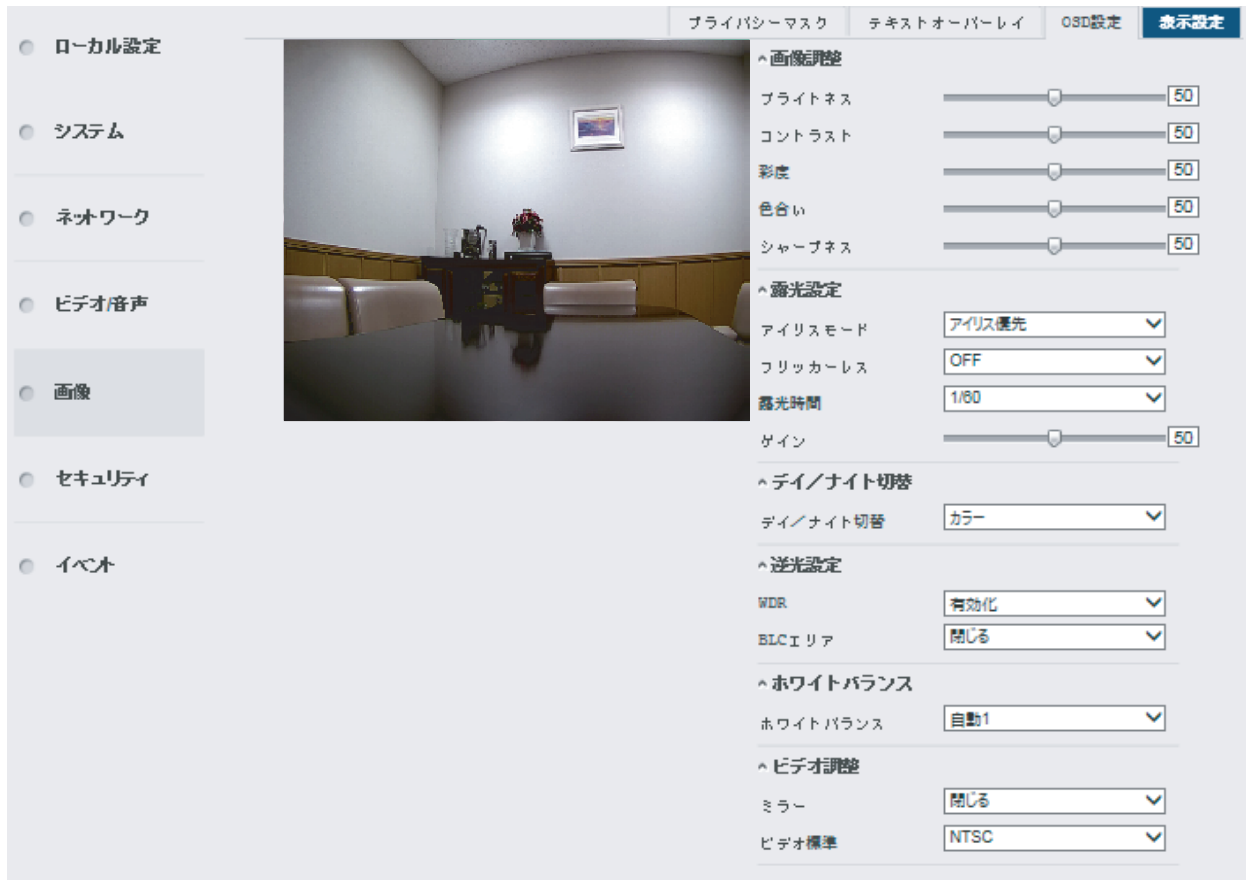 プライバシーマスク
テキストオーバーレイ
OSD設定
表示設定
ローカル設定
システム
ネットワーク
ビデオ/音声
画像
セキュリティ
イベント
^画像調整
ブライトネス 50
コントラスト 50
彩度 50
色合い 50
シャープネス 50
^露光設定
アイリスモード アイリス優先
フリッカーレス OFF
露光時間 1/60
ゲイン 50
^デイ/ナイト切替
デイ/ナイト切替 カラー
^逆光設定
WDR 有効化
BLCエリア 閉じる
^ホワイトバランス
ホワイトバランス 自動1
^ビデオ調整
ミラー 閉じる
ビデオ標準 NTSC